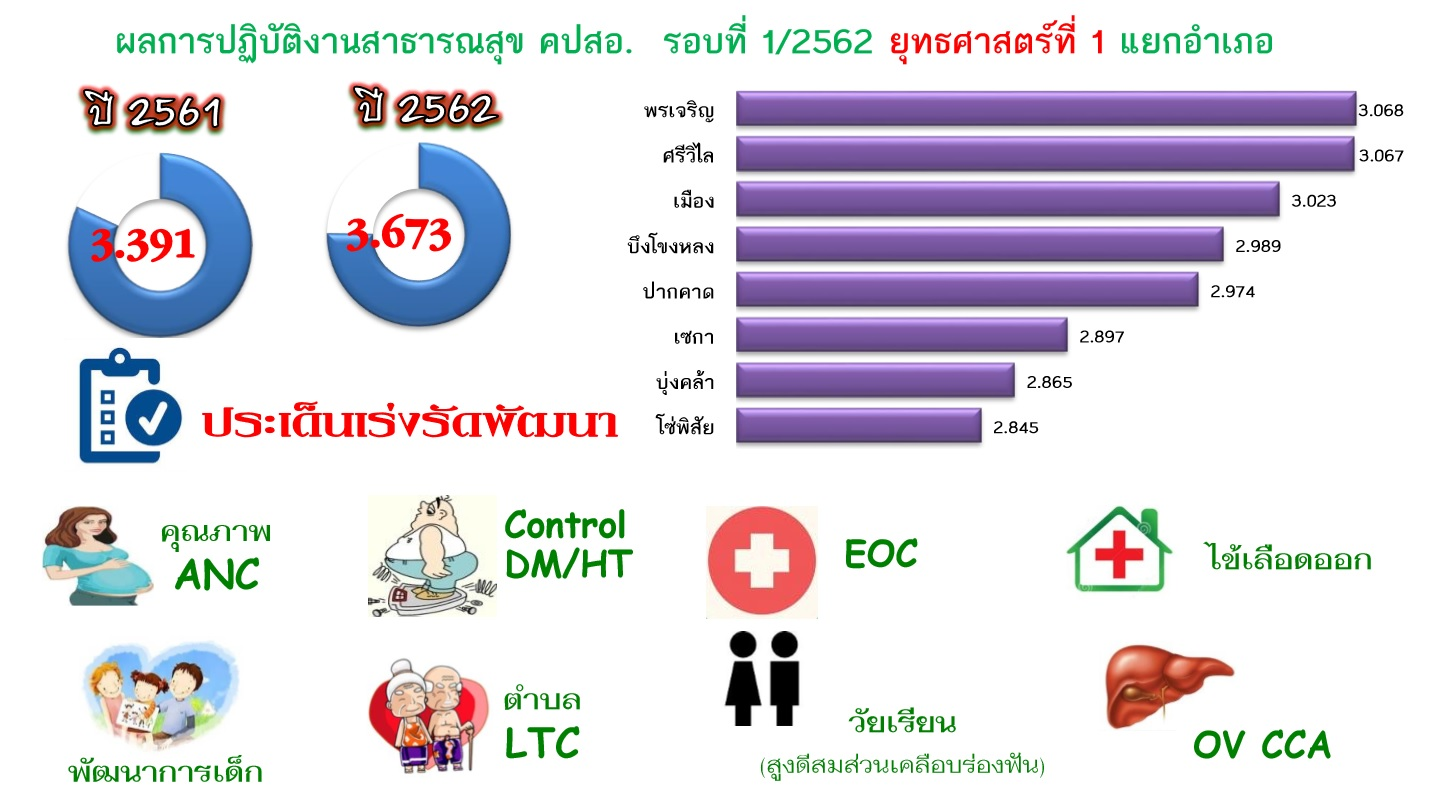 ผลการปฏิบัติงานสาธารณสุข คปสอ. รอบที่ 1/2562 ยุทธศาสตร์ที่ 1 แยกอำเภอ
ปี 2561
ปี 2562
3.391
3.673
พรเจริญ 3.068
ศรีวิไล 3.067
เมือง 3.023
บึงโขงหลง 2.989
ปากคาด 2.974
เซกา 2.897
บุ่งคล้า 2.865
โซ่พิสัย 2.845
ประเด็นเร่งรัดพัฒนา
คุณภาพ
ANC
Control
DM/HT
EOC
ไข้เลือดออก
พัฒนาการเด็ก
ตำบล
LTC
วัยเรียน
(สูงดีสมส่วนเคลือบร่องฟัน)
OV CCA